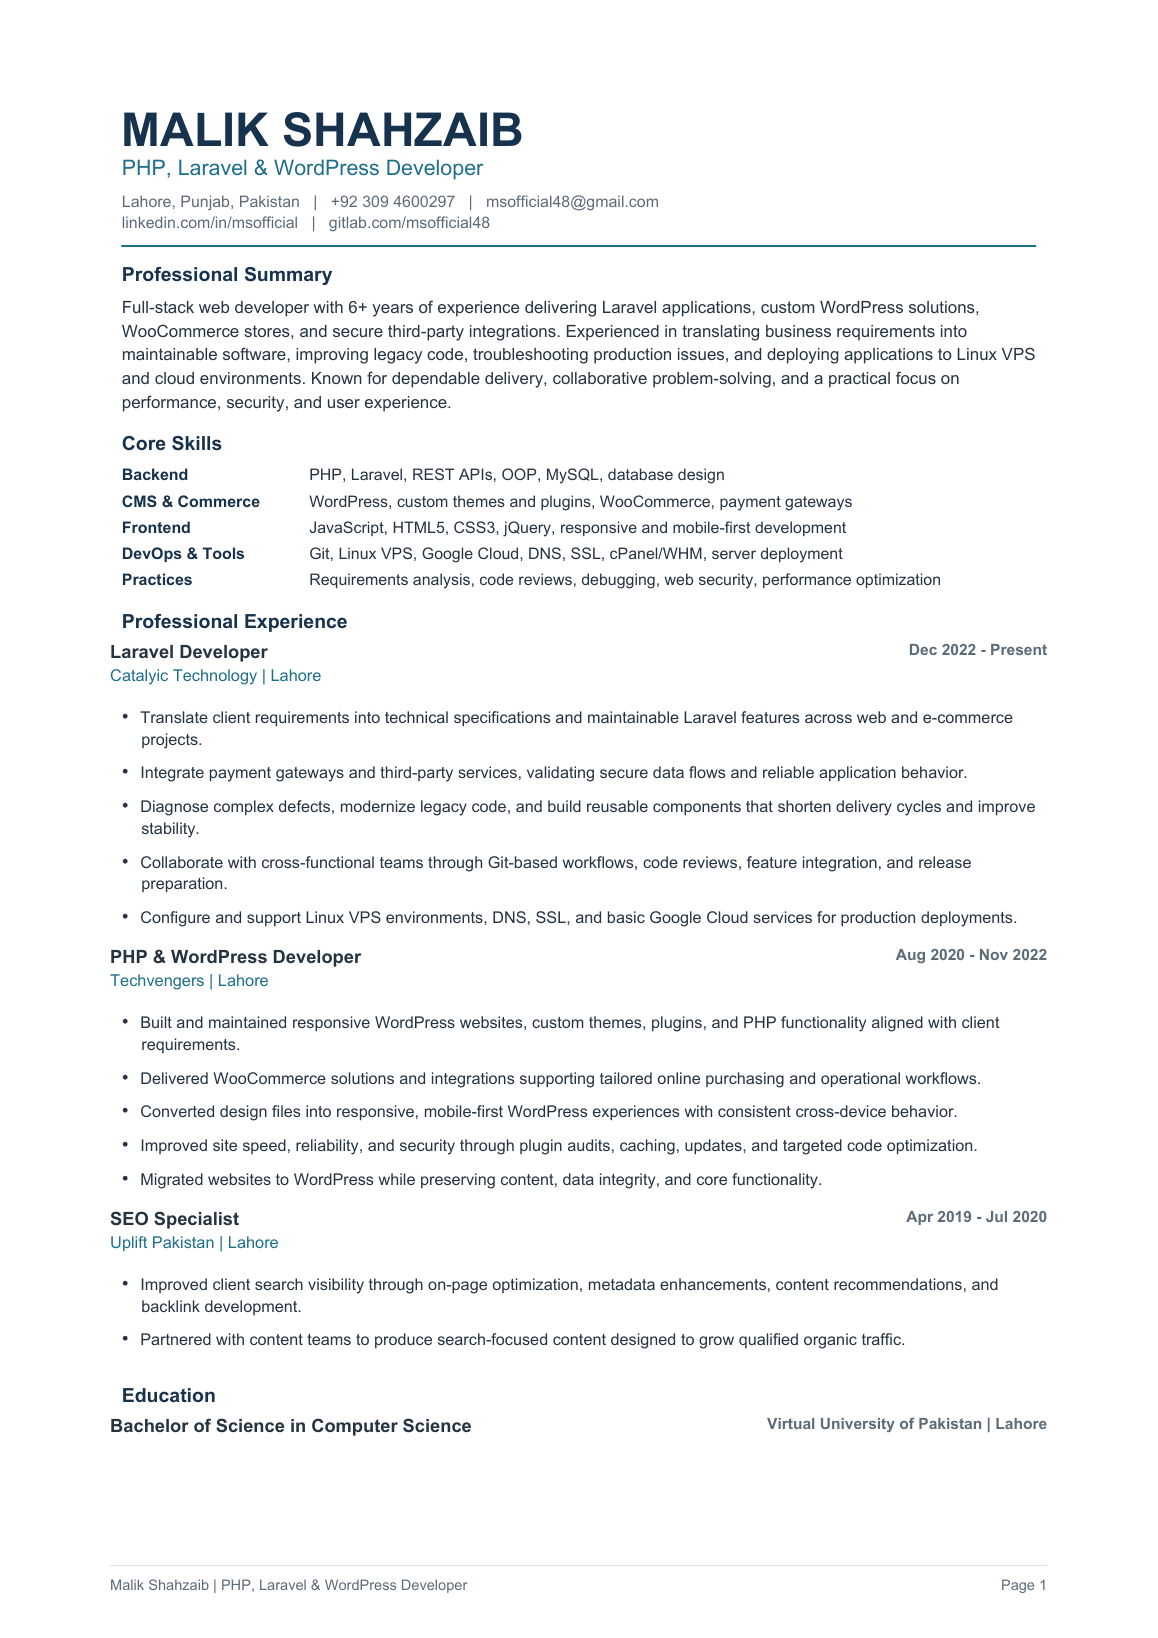 MALIK SHAHZAIB
PHP, Laravel & WordPress Developer
Lahore, Punjab, Pakistan | +92 309 4600297 | msofficial48@gmail.com
linkedin.com/in/msofficial | gitlab.com/msofficial48
Professional Summary
Full-stack web developer with 6+ years of experience delivering Laravel applications, custom WordPress solutions,
WooCommerce stores, and secure third-party integrations. Experienced in translating business requirements into
maintainable software, improving legacy code, troubleshooting production issues, and deploying applications to Linux VPS
and cloud environments. Known for dependable delivery, collaborative problem-solving, and a practical focus on
performance, security, and user experience.
Core Skills
Backend PHP, Laravel, REST APIs, OOP, MySQL, database design
CMS & Commerce WordPress, custom themes and plugins, WooCommerce, payment gateways
Frontend JavaScript, HTML5, CSS3, jQuery, responsive and mobile-first development
DevOps & Tools Git, Linux VPS, Google Cloud, DNS, SSL, cPanel/WHM, server deployment
Practices Requirements analysis, code reviews, debugging, web security, performance optimization
Professional Experience
Laravel Developer Dec 2022 - Present
Catalyic Technology | Lahore
• Translate client requirements into technical specifications and maintainable Laravel features across web and e-commerce
projects.
• Integrate payment gateways and third-party services, validating secure data flows and reliable application behavior.
• Diagnose complex defects, modernize legacy code, and build reusable components that shorten delivery cycles and improve
stability.
• Collaborate with cross-functional teams through Git-based workflows, code reviews, feature integration, and release
preparation.
• Configure and support Linux VPS environments, DNS, SSL, and basic Google Cloud services for production deployments.
PHP & WordPress Developer Aug 2020 - Nov 2022
Techvengers | Lahore
• Built and maintained responsive WordPress websites, custom themes, plugins, and PHP functionality aligned with client
requirements.
• Delivered WooCommerce solutions and integrations supporting tailored online purchasing and operational workflows.
• Converted design files into responsive, mobile-first WordPress experiences with consistent cross-device behavior.
• Improved site speed, reliability, and security through plugin audits, caching, updates, and targeted code optimization.
• Migrated websites to WordPress while preserving content, data integrity, and core functionality.
SEO Specialist Apr 2019 - Jul 2020
Uplift Pakistan | Lahore
• Improved client search visibility through on-page optimization, metadata enhancements, content recommendations, and
backlink development.
• Partnered with content teams to produce search-focused content designed to grow qualified organic traffic.
Education
Bachelor of Science in Computer Science Virtual University of Pakistan | Lahore
Malik Shahzaib | PHP, Laravel & WordPress Developer Page 1